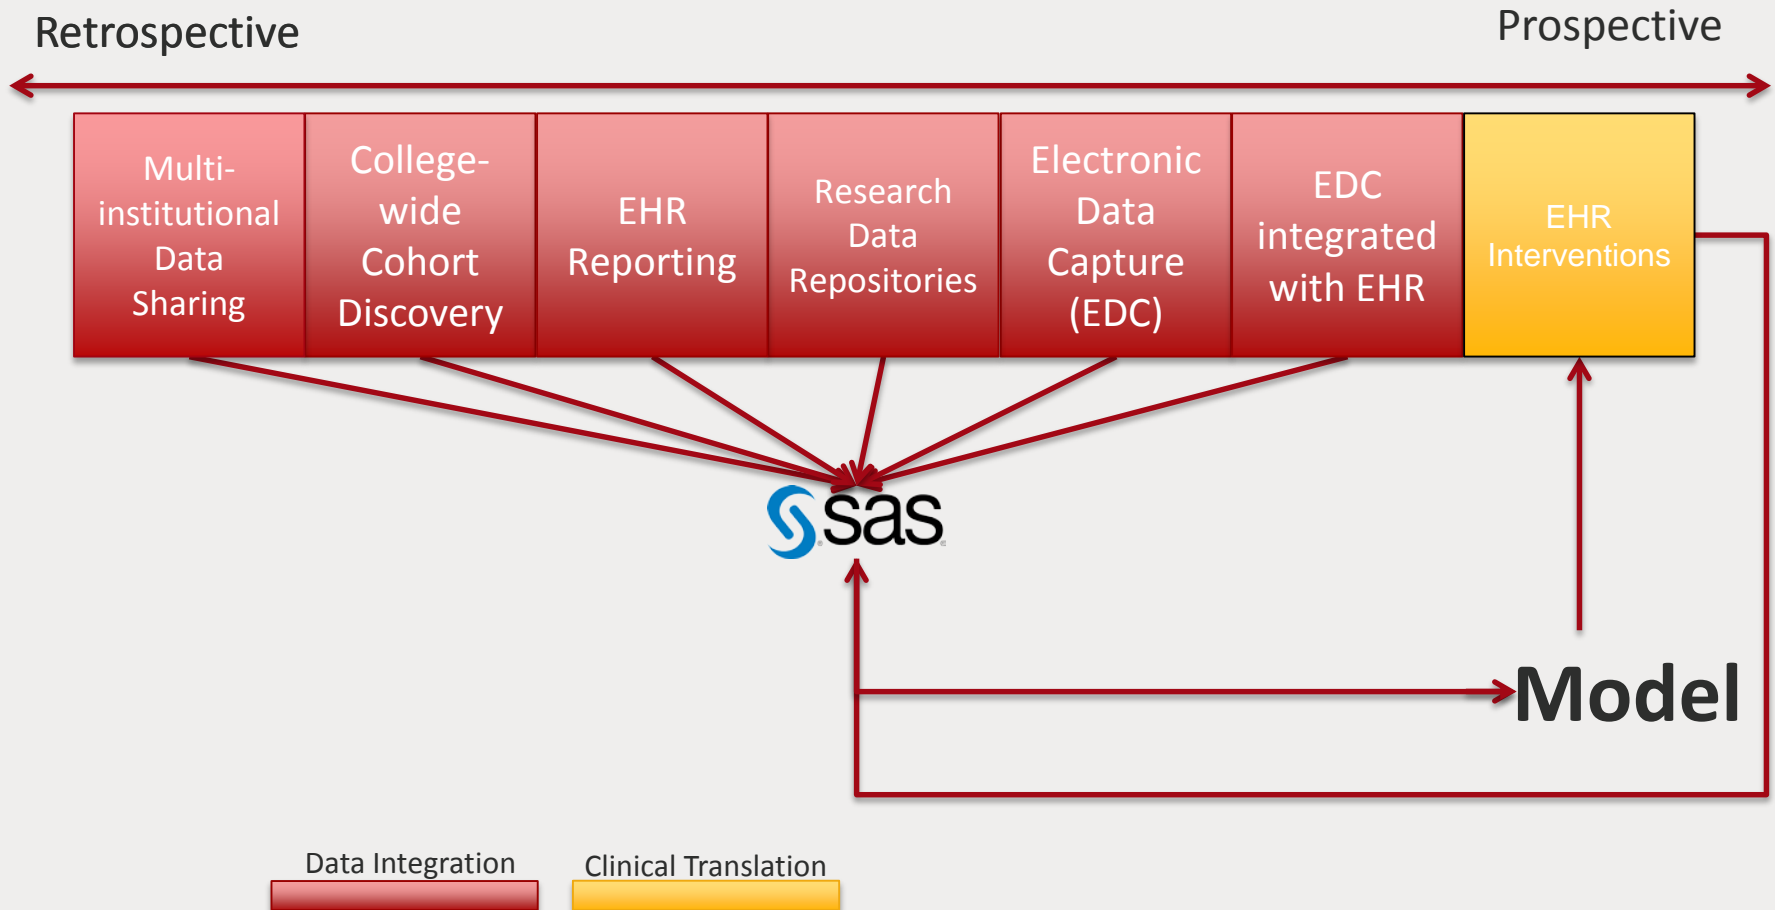 Retrospective
Prospective
Multi-
institutional
Data
Sharing
College-
wide
Cohort
Discovery
EHR
Reporting
Research
Data
Repositories
Electronic
Data
Capture
(EDC)
EDC
integrated
with EHR
EHR
Interventions
sas
Model
Data Integration
Clinical Translation